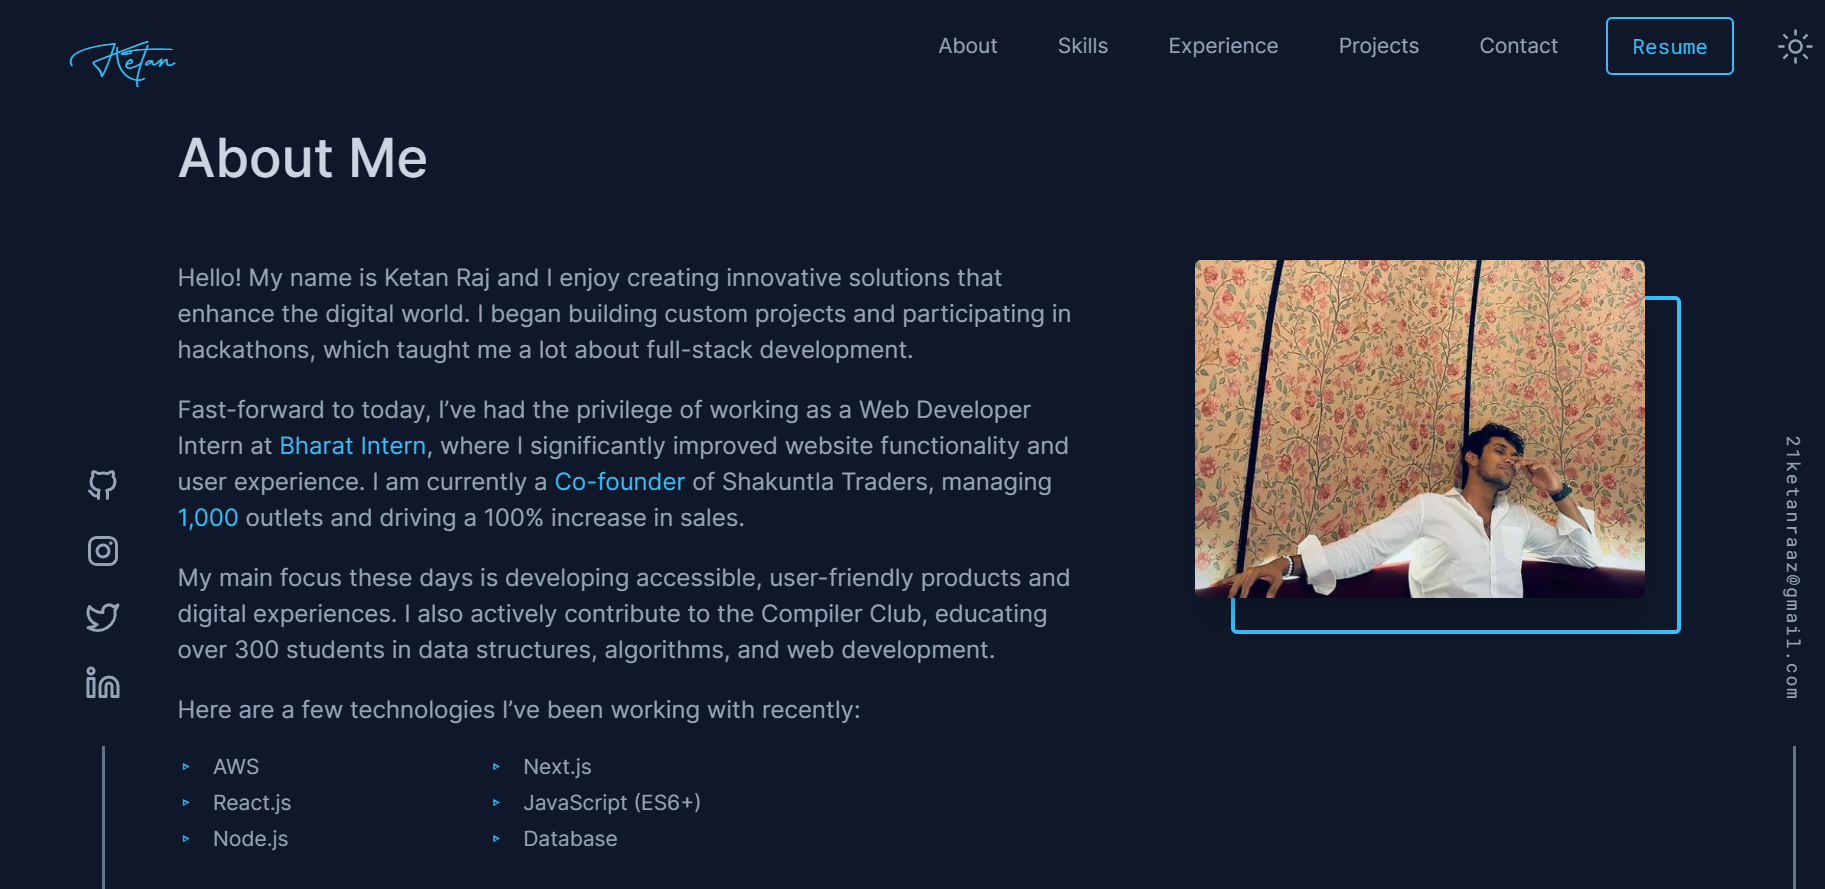 Ketan
About
Skills
Experience
Projects
Contact
Resume
About Me
Hello! My name is Ketan Raj and I enjoy creating innovative solutions that
enhance the digital world. I began building custom projects and participating in
hackathons, which taught me a lot about full-stack development.
Fast-forward to today, I’ve had the privilege of working as a Web Developer
Intern at Bharat Intern, where I significantly improved website functionality and
user experience. I am currently a Co-founder of Shakuntla Traders, managing
1,000 outlets and driving a 100% increase in sales.
My main focus these days is developing accessible, user-friendly products and
digital experiences. I also actively contribute to the Compiler Club, educating
over 300 students in data structures, algorithms, and web development.
Here are a few technologies I’ve been working with recently:
AWS
Next.js
React.js
JavaScript (ES6+)
Node.js
Database
21ketanraaz@gmail.com